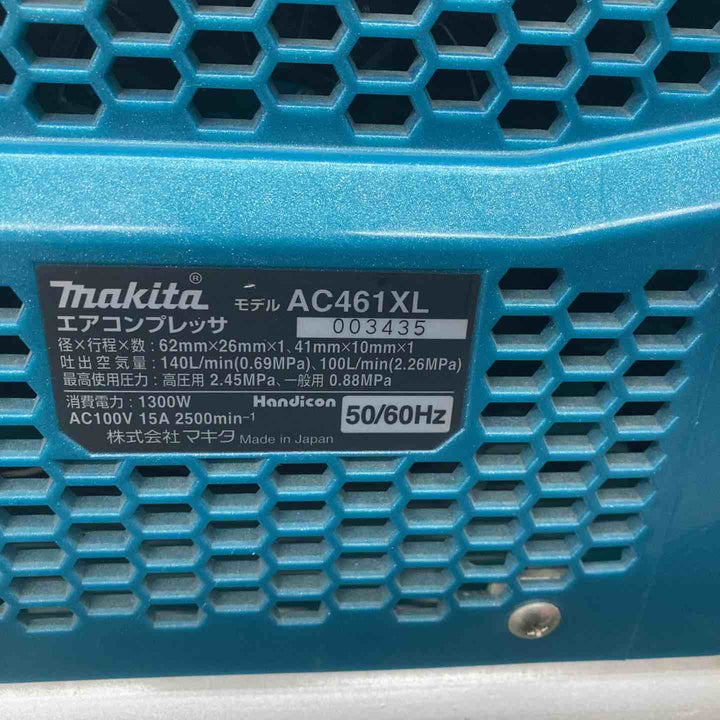 makita® モデル AC461XL
エアコンプレッサ 003435
径×行程×数：62mm×26mm×1、41mm×10mm×1
吐出空気量：140L/min(0.69MPa)、100L/min(2.26MPa)
最高使用圧力：高圧用 2.45MPa、一般用 0.88MPa
消費電力：1300W Handicon
AC100V 15A 2500min⁻¹ 50/60Hz
株式会社 マキタ Made in Japan